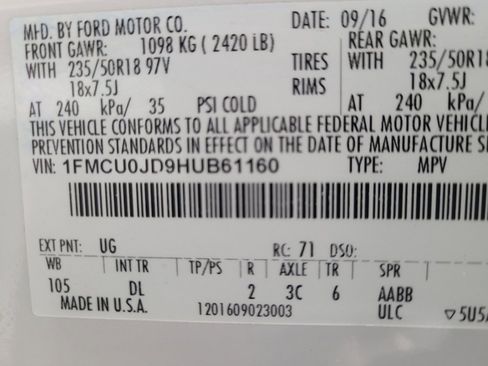 MFD. BY FORD MOTOR CO. DATE: 09/16 GVWR:
FRONT GAWR: 1098 KG ( 2420 LB) REAR GAWR:
WITH 235/50R18 97V TIRES WITH 235/50R18
18x7.5J RIMS 18x7.5J
AT 240 kPa/ 35 PSI COLD AT 240 kPa/
THIS VEHICLE CONFORMS TO ALL APPLICABLE FEDERAL MOTOR VEHICLE
PREVENTION STANDARDS IN EFFECT ON THE DATE OF MANUFACTURE
VIN: 1FMCU0JD9HUB61160 TYPE: MPV
EXT PNT: UG RC: 71 DSO:
WB INT TR TP/PS R AXLE TR SPR
105 DL 2 3C 6 AABB
MADE IN U.S.A. 1201609023003 ULC ▽5U5A